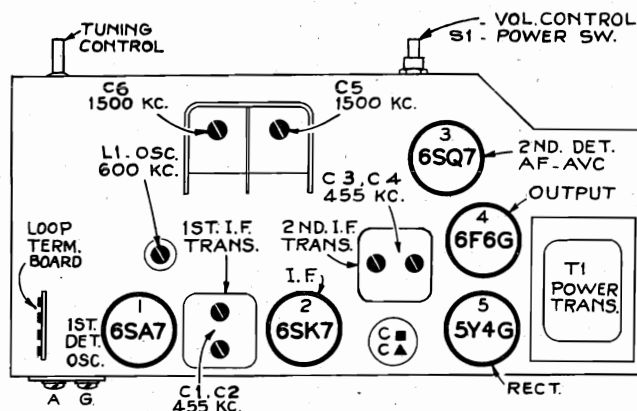 TUNING
CONTROL
VOL. CONTROL
S1 - POWER SW.
C6
1500 KC.
C5
1500 KC.
3
6SQ7
2ND. DET.
AF-AVC
L1. OSC.
600 KC.
C3, C4
455 KC.
OUTPUT
LOOP
TERM.
BOARD
1ST. I.F.
TRANS.
2ND. I.F.
TRANS.
4
6F6G
T1
POWER
TRANS.
I.F.
1ST.
DET.
OSC.
1
6SA7
2
6SK7
C ■
C ▲
5
5Y4G
A G.
C1, C2
455 KC.
RECT.